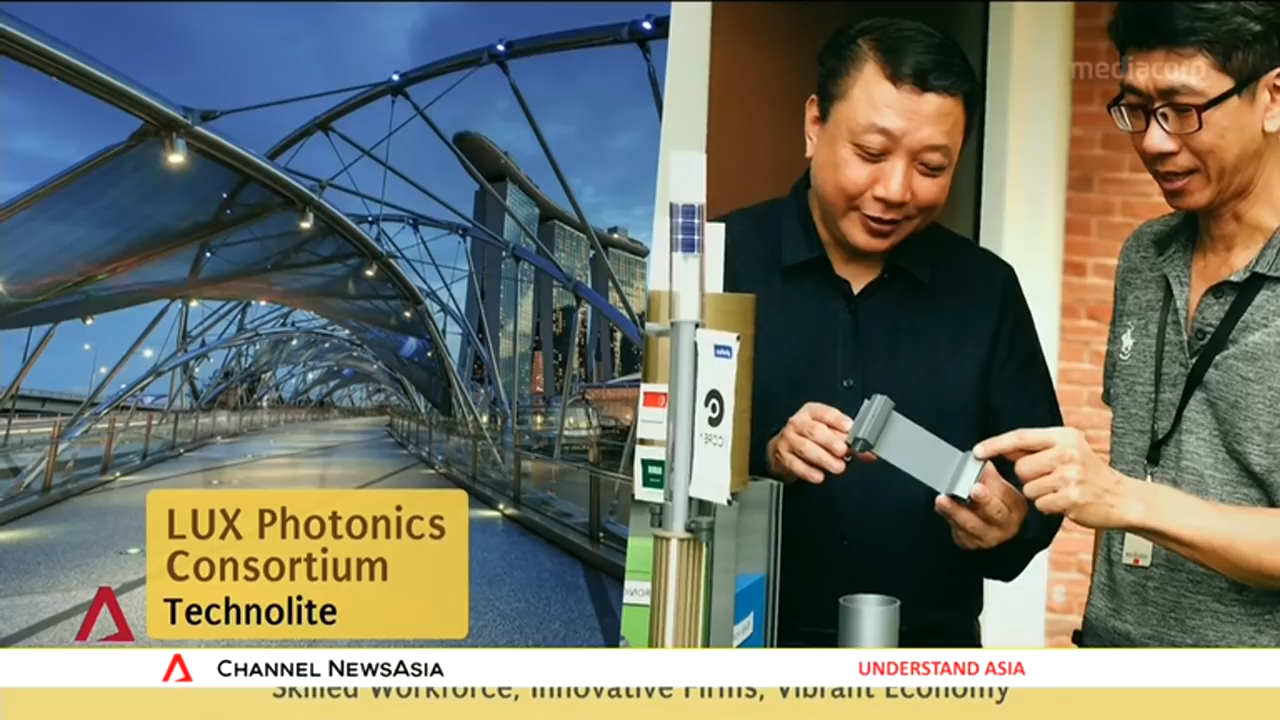 mediacorp
LUX Photonics
Consortium
Technolite
CHANNEL NEWSASIA
UNDERSTAND ASIA
Skilled Workforce, Innovative Firms, Vibrant Economy